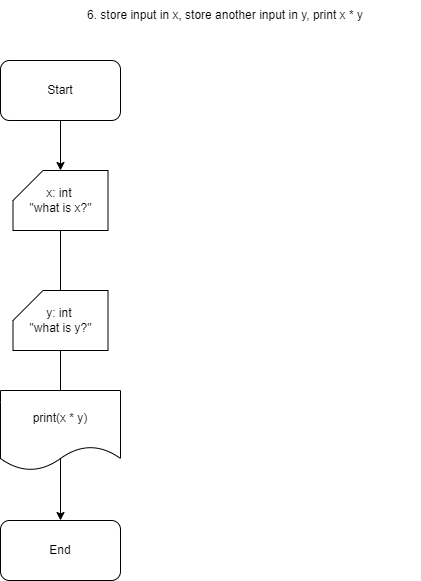 6. store input in x, store another input in y, print x * y
Start
x: int
"what is x?"
y: int
"what is y?"
print(x * y)
End